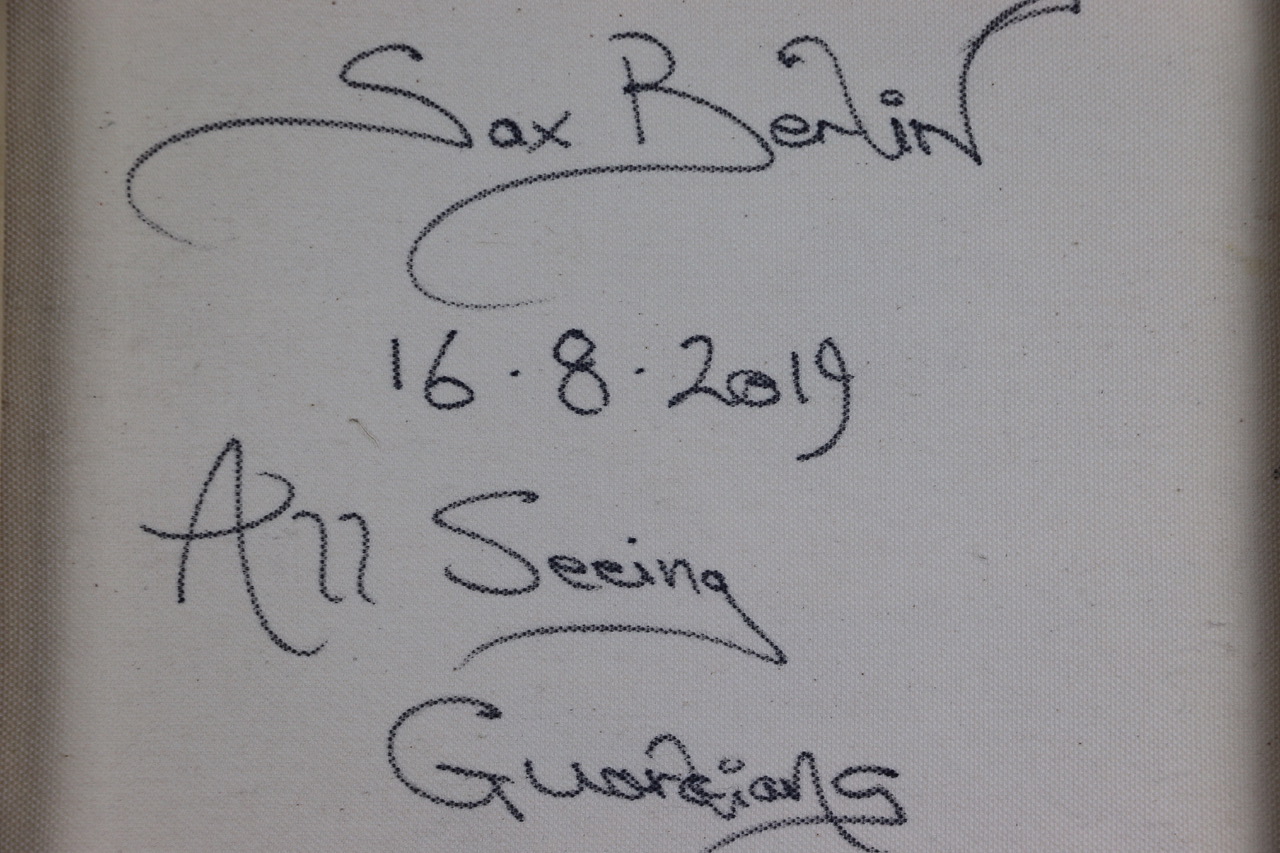 Sax Berlin
16.8.2019
All Seeing
Guardians